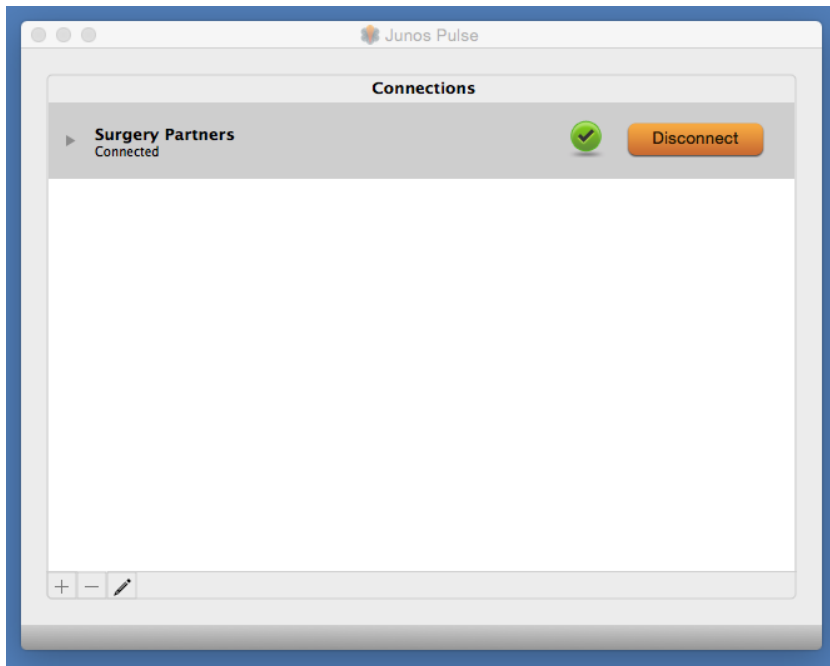 Junos Pulse
Connections
Surgery Partners
Connected
Disconnect